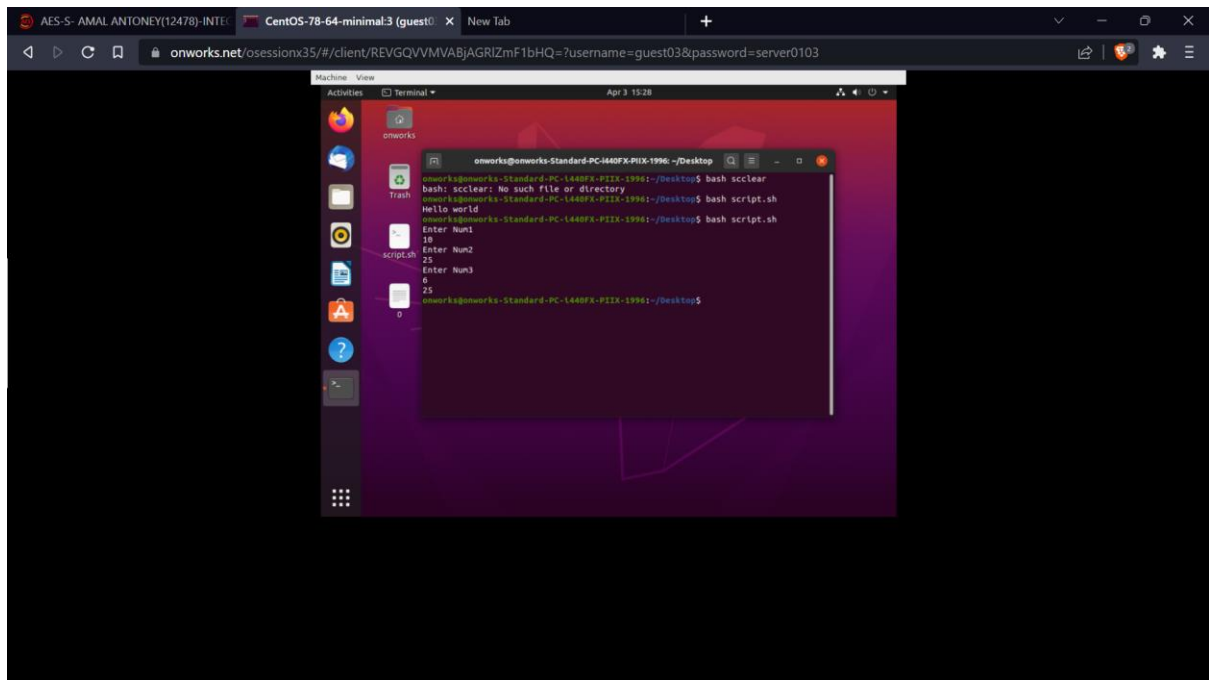 AES-S- AMAL ANTONEY(12478)-INTEC
CentOS-78-64-minimal:3 (guest0
New Tab
onworks.net/osessionx35/#/client/REVGQVVMVABjAGRlZmF1bHQ=?username=guest03&password=server0103
Machine View
Activities Terminal Apr 3 15:28
onworks
Trash
script.sh
0
onworks@onworks-Standard-PC-i440FX-PIIX-1996: ~/Desktop
onworks@onworks-Standard-PC-i440FX-PIIX-1996:~/Desktop$ bash scclear
bash: scclear: No such file or directory
onworks@onworks-Standard-PC-i440FX-PIIX-1996:~/Desktop$ bash script.sh
Hello world
onworks@onworks-Standard-PC-i440FX-PIIX-1996:~/Desktop$ bash script.sh
Enter Num1
10
Enter Num2
25
Enter Num3
6
25
onworks@onworks-Standard-PC-i440FX-PIIX-1996:~/Desktop$